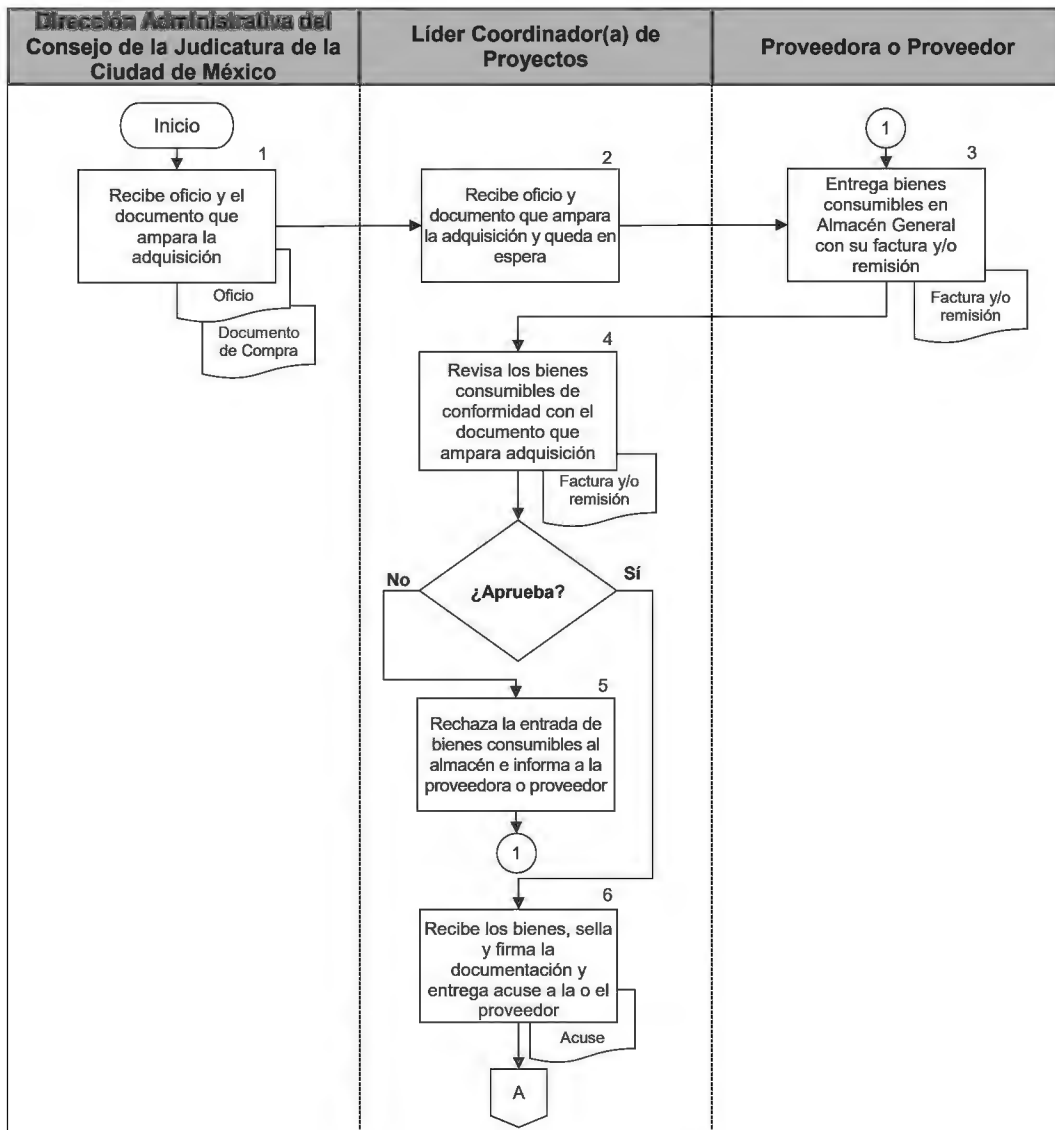 Dirección Administrativa del
Consejo de la Judicatura de la
Ciudad de México
Líder Coordinador(a) de
Proyectos
Proveedora o Proveedor
Inicio
1
Recibe oficio y el
documento que
ampara la
adquisición
Oficio
Documento
de Compra
2
Recibe oficio y
documento que ampara
la adquisición y queda en
espera
1
3
Entrega bienes
consumibles en
Almacén General
con su factura y/o
remisión
Factura y/o
remisión
4
Revisa los bienes
consumibles de
conformidad con el
documento que
ampara adquisición
Factura y/o
remisión
No
¿Aprueba?
Sí
5
Rechaza la entrada de
bienes consumibles al
almacén e informa a la
proveedora o proveedor
1
6
Recibe los bienes, sella
y firma la
documentación y
entrega acuse a la o el
proveedor
Acuse
A